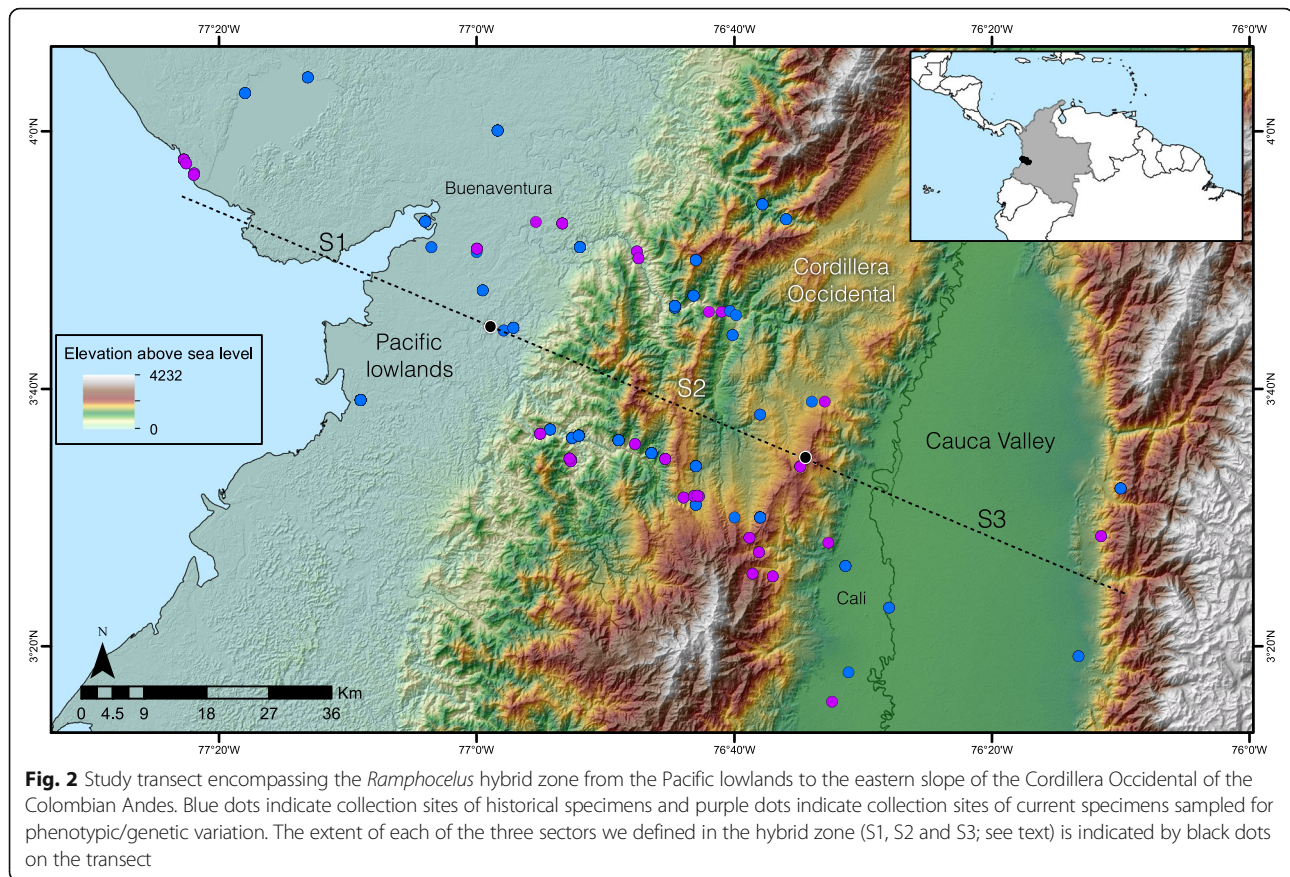 77°20'W 77°0'W 76°40'W 76°20'W 76°0'W
4°0'N 4°0'N
Buenaventura
S1
Cordillera
Occidental
Elevation above sea level
4232
0
Pacific
lowlands
S2
3°40'N 3°40'N
Cauca Valley
S3
Cali
3°20'N 3°20'N
N
Km
0 4.5 9 18 27 36
77°20'W 77°0'W 76°40'W 76°20'W 76°0'W
Fig. 2 Study transect encompassing the Ramphocelus hybrid zone from the Pacific lowlands to the eastern slope of the Cordillera Occidental of the
Colombian Andes. Blue dots indicate collection sites of historical specimens and purple dots indicate collection sites of current specimens sampled for
phenotypic/genetic variation. The extent of each of the three sectors we defined in the hybrid zone (S1, S2 and S3; see text) is indicated by black dots
on the transect